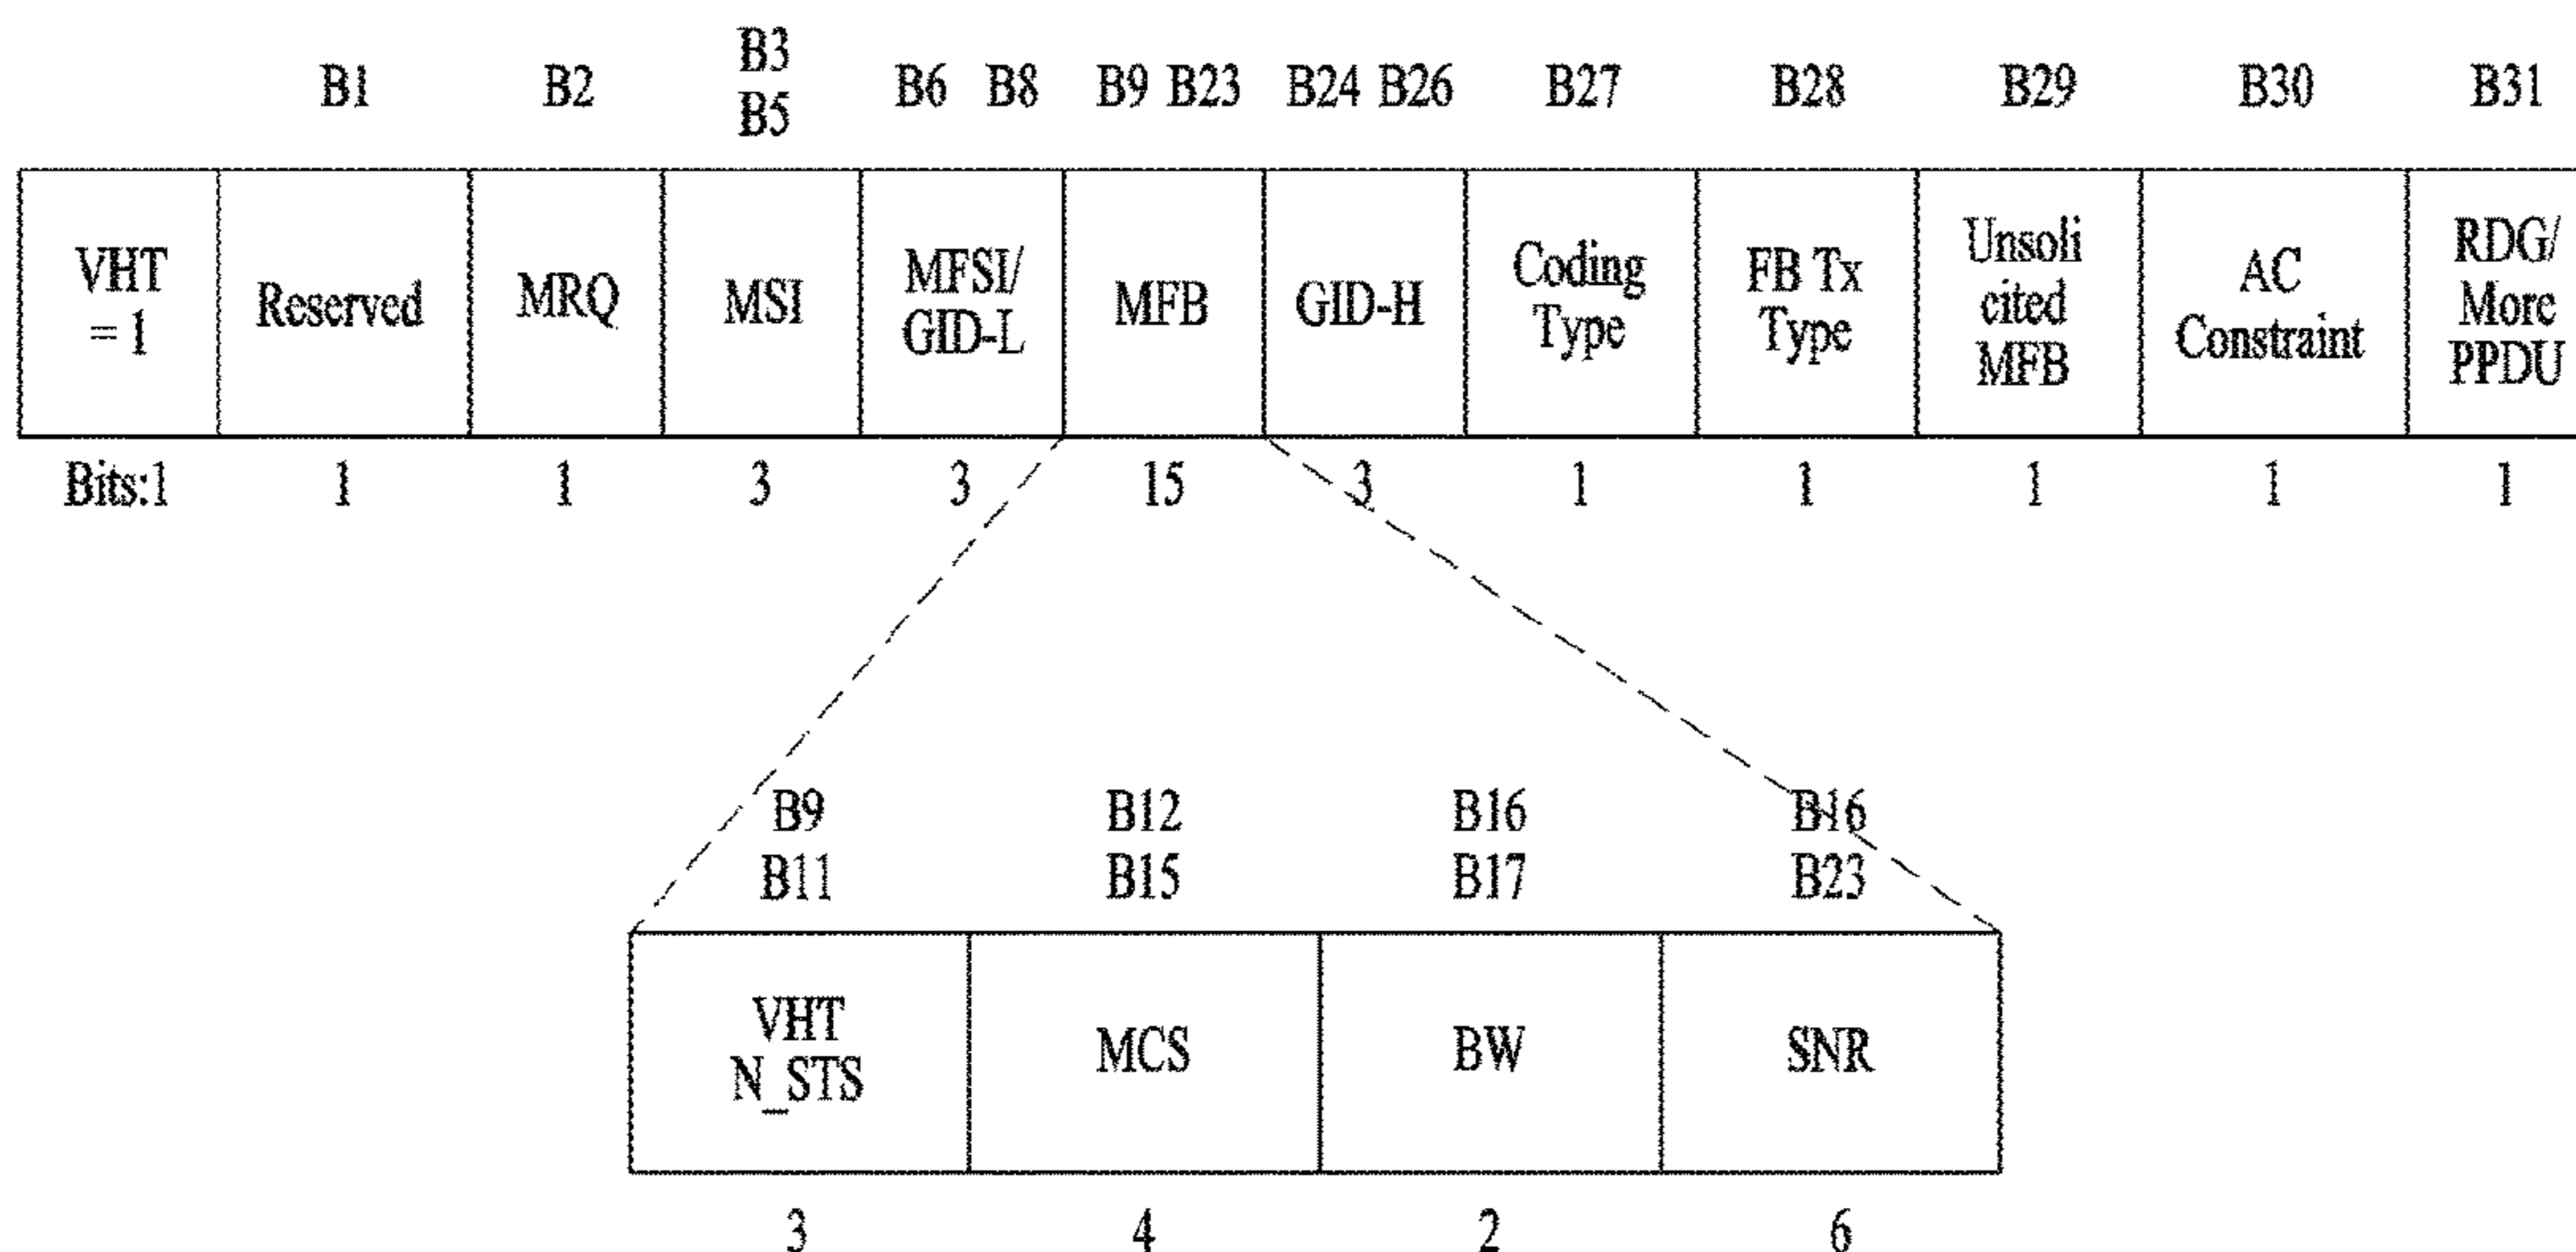 B1 B2 B3 B5 B6 B8 B9 B23 B24 B26 B27 B28 B29 B30 B31
VHT = 1
Reserved
MRQ
MSI
MFSI/
GID-L
MFB
GID-H
Coding
Type
FB Tx
Type
Unsoli
cited
MFB
AC
Constraint
RDG/
More
PPDU
Bits:1 1 1 3 3 15 3 1 1 1 1 1
B9 B12 B16 B16
B11 B15 B17 B23
VHT
N_STS
MCS
BW
SNR
3 4 2 6